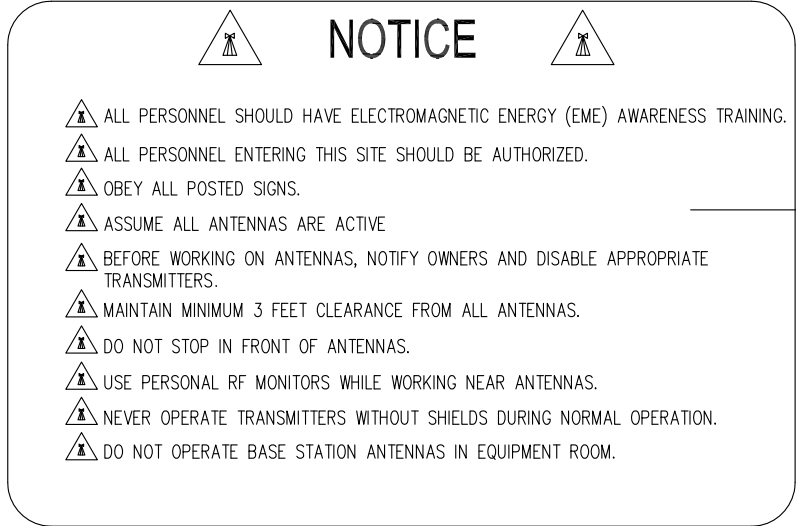 NOTICE
ALL PERSONNEL SHOULD HAVE ELECTROMAGNETIC ENERGY (EME) AWARENESS TRAINING.
ALL PERSONNEL ENTERING THIS SITE SHOULD BE AUTHORIZED.
OBEY ALL POSTED SIGNS.
ASSUME ALL ANTENNAS ARE ACTIVE
BEFORE WORKING ON ANTENNAS, NOTIFY OWNERS AND DISABLE APPROPRIATE
TRANSMITTERS.
MAINTAIN MINIMUM 3 FEET CLEARANCE FROM ALL ANTENNAS.
DO NOT STOP IN FRONT OF ANTENNAS.
USE PERSONAL RF MONITORS WHILE WORKING NEAR ANTENNAS.
NEVER OPERATE TRANSMITTERS WITHOUT SHIELDS DURING NORMAL OPERATION.
DO NOT OPERATE BASE STATION ANTENNAS IN EQUIPMENT ROOM.